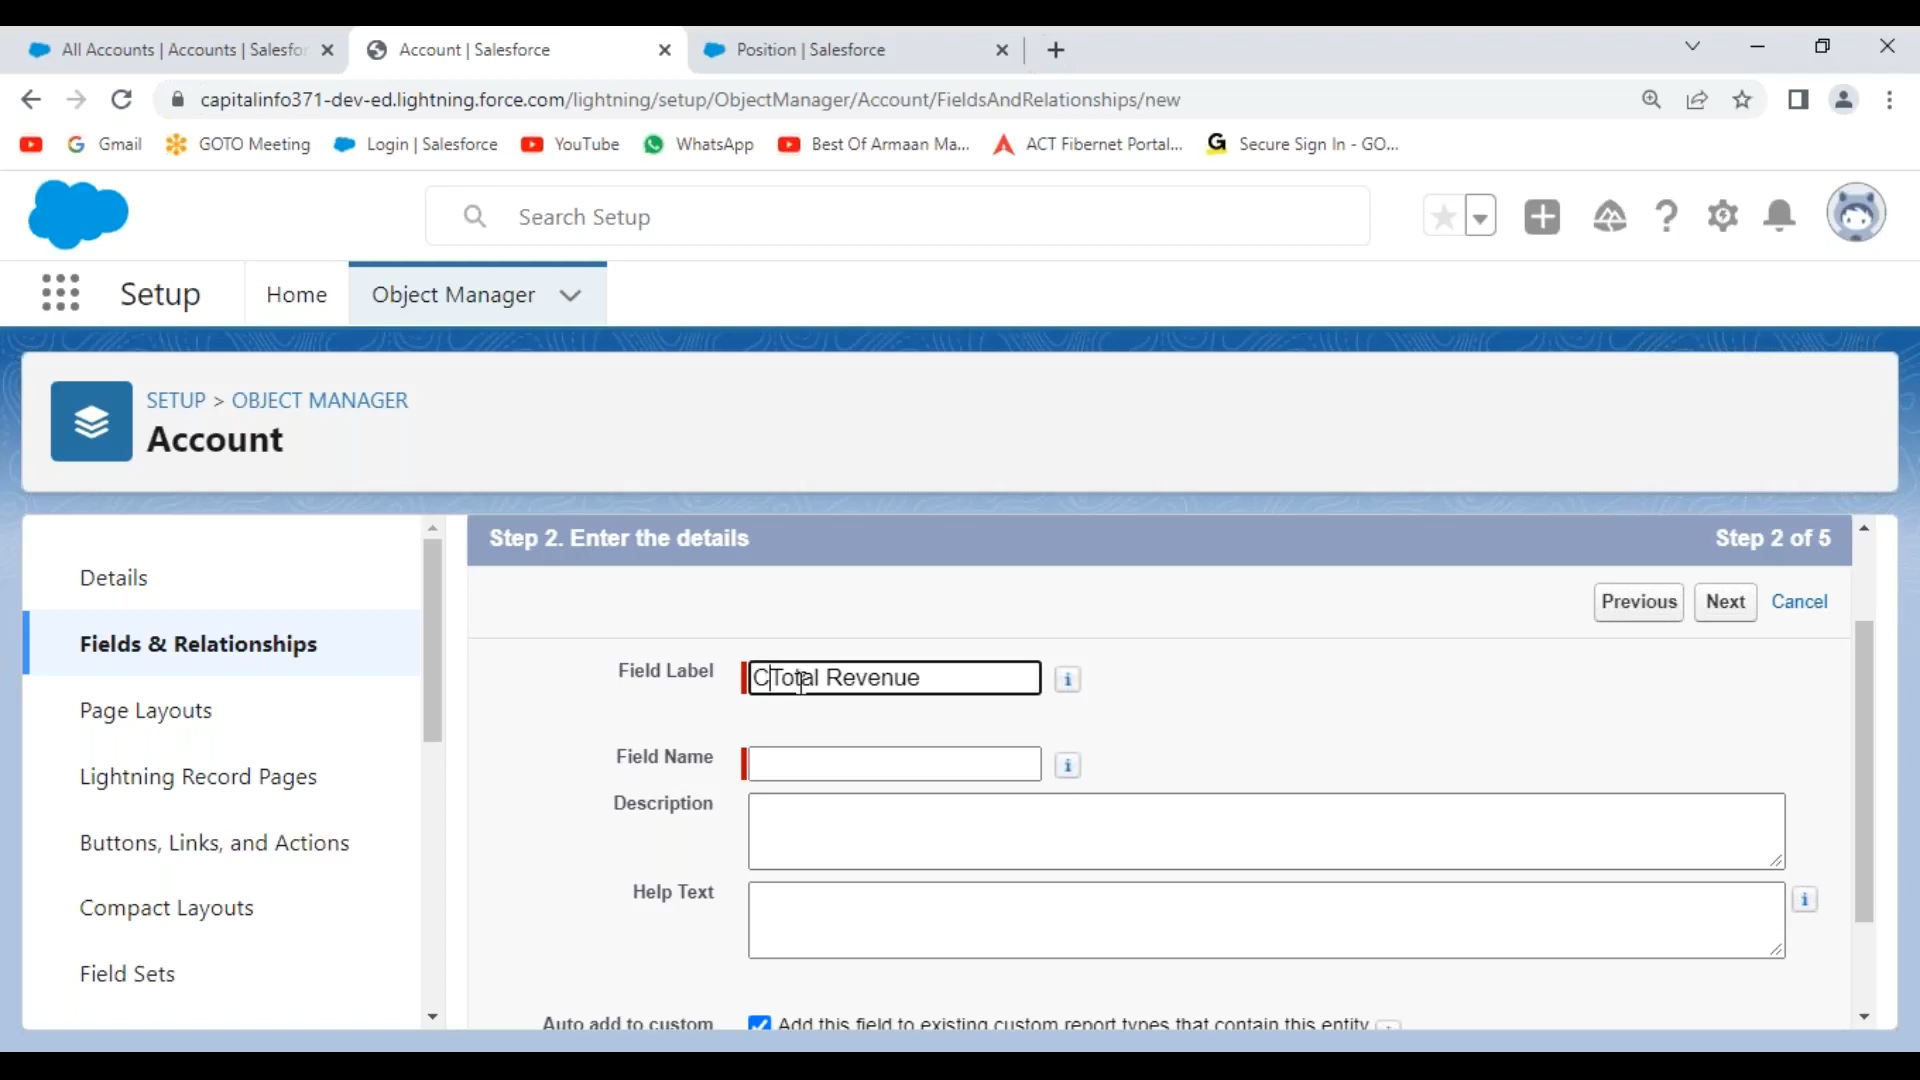 All Accounts | Accounts | Salesfor
Account | Salesforce
Position | Salesforce
capitalinfo371-dev-ed.lightning.force.com/lightning/setup/ObjectManager/Account/FieldsAndRelationships/new
Gmail
GOTO Meeting
Login | Salesforce
YouTube
WhatsApp
Best Of Armaan Ma...
ACT Fibernet Portal...
Secure Sign In - GO...
Search Setup
Setup
Home
Object Manager
SETUP > OBJECT MANAGER
Account
Details
Fields & Relationships
Page Layouts
Lightning Record Pages
Buttons, Links, and Actions
Compact Layouts
Field Sets
Step 2. Enter the details
Step 2 of 5
Previous
Next
Cancel
Field Label
CTotal Revenue
Field Name
Description
Help Text
Auto add to custom
Add this field to existing custom report types that contain this entity